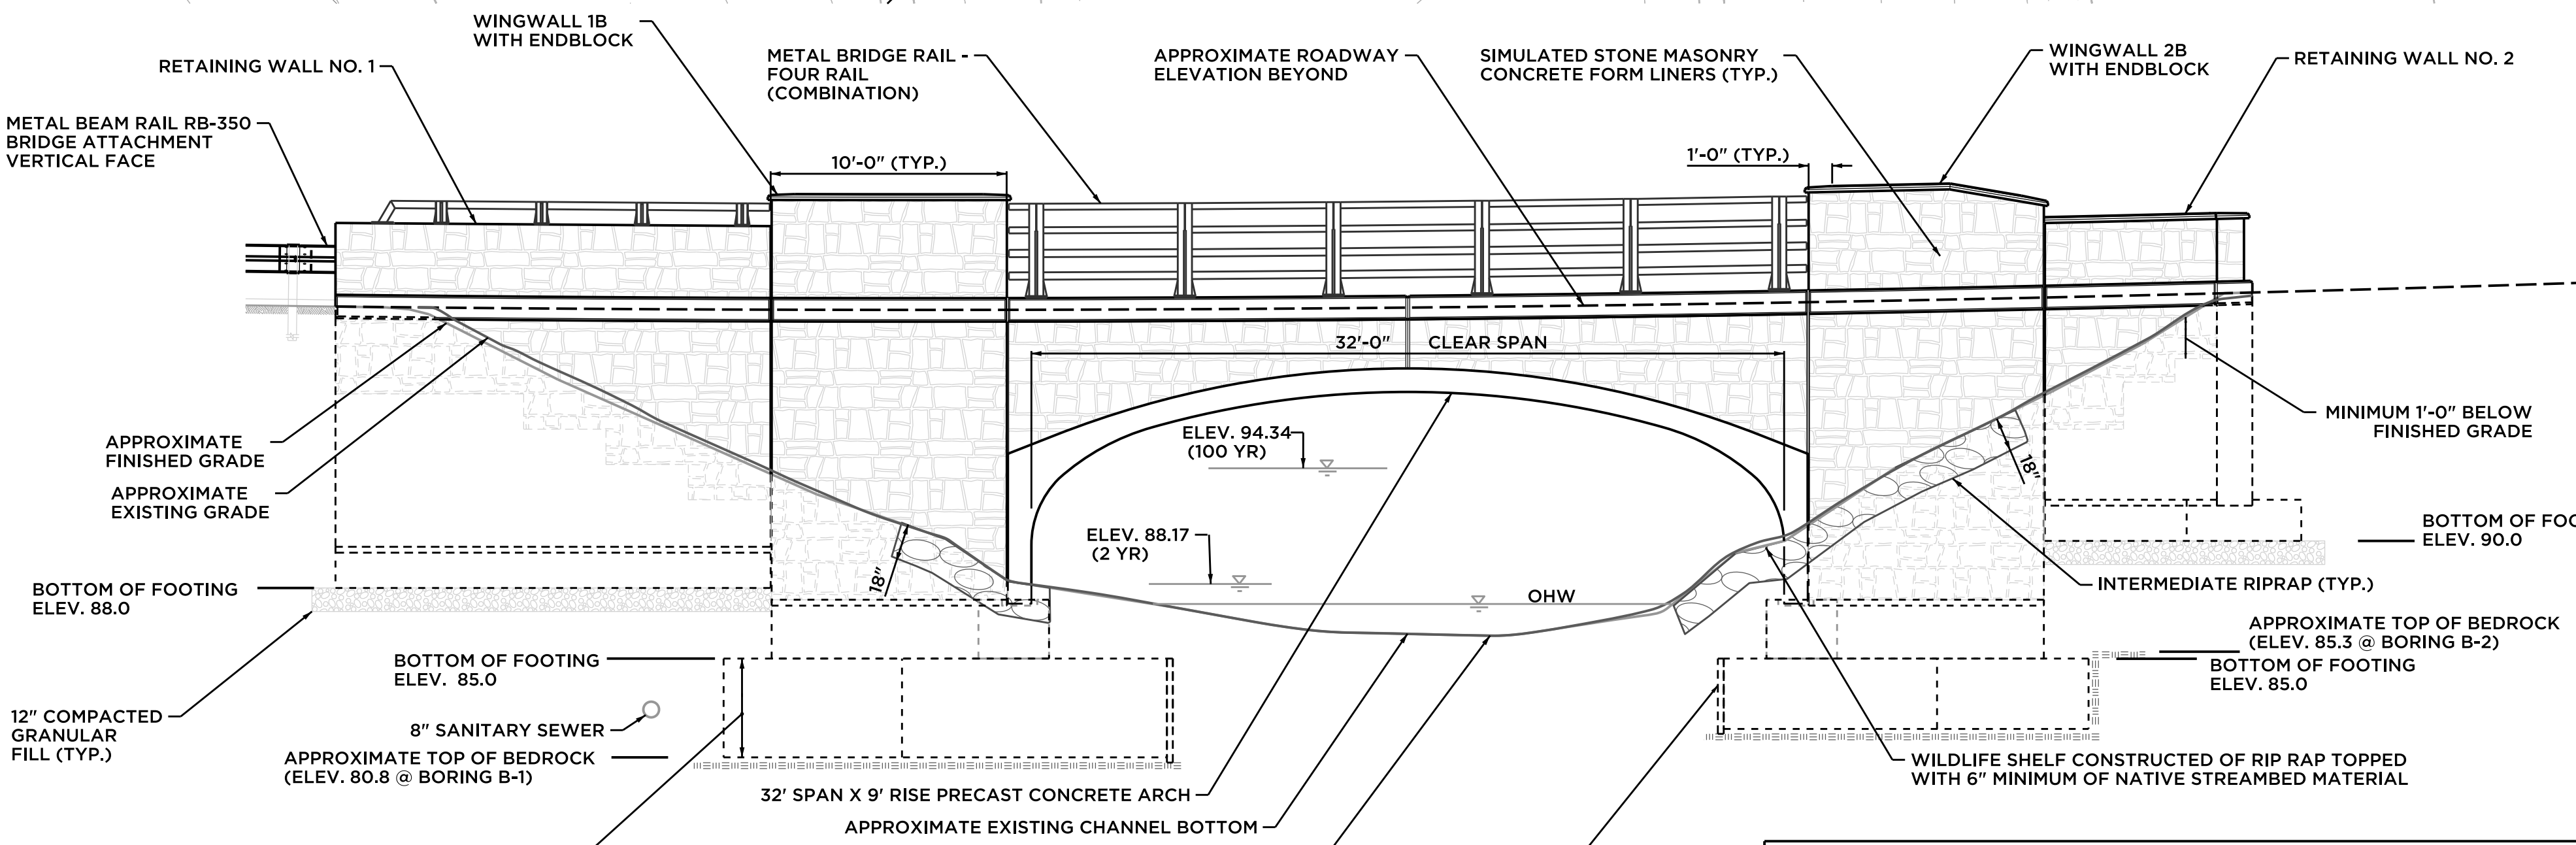 WINGWALL 1B
WITH ENDBLOCK
RETAINING WALL NO. 1
METAL BRIDGE RAIL -
FOUR RAIL
(COMBINATION)
APPROXIMATE ROADWAY
ELEVATION BEYOND
SIMULATED STONE MASONRY
CONCRETE FORM LINERS (TYP.)
WINGWALL 2B
WITH ENDBLOCK
RETAINING WALL NO. 2
METAL BEAM RAIL RB-350
BRIDGE ATTACHMENT
VERTICAL FACE
10'-0" (TYP.)
1'-0" (TYP.)
32'-0" CLEAR SPAN
APPROXIMATE
FINISHED GRADE
APPROXIMATE
EXISTING GRADE
ELEV. 94.34
(100 YR)
ELEV. 88.17
(2 YR)
MINIMUM 1'-0" BELOW
FINISHED GRADE
18"
18"
OHW
BOTTOM OF FOO
ELEV. 90.0
BOTTOM OF FOOTING
ELEV. 88.0
INTERMEDIATE RIPRAP (TYP.)
APPROXIMATE TOP OF BEDROCK
(ELEV. 85.3 @ BORING B-2)
BOTTOM OF FOOTING
ELEV. 85.0
BOTTOM OF FOOTING
ELEV. 85.0
12" COMPACTED
GRANULAR
FILL (TYP.)
8" SANITARY SEWER
APPROXIMATE TOP OF BEDROCK
(ELEV. 80.8 @ BORING B-1)
32' SPAN X 9' RISE PRECAST CONCRETE ARCH
APPROXIMATE EXISTING CHANNEL BOTTOM
WILDLIFE SHELF CONSTRUCTED OF RIP RAP TOPPED
WITH 6" MINIMUM OF NATIVE STREAMBED MATERIAL